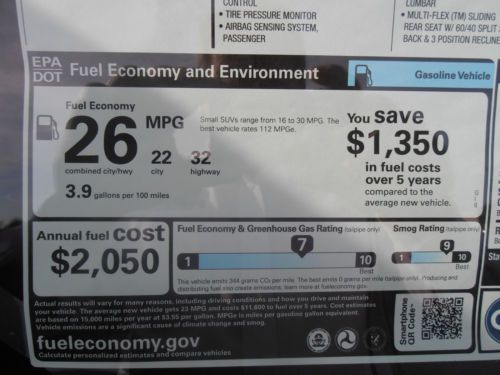 CONTROL
• TIRE PRESSURE MONITOR
• AIRBAG SENSING SYSTEM,
PASSENGER
LUMBAR
• MULTI-FLEX (TM) SLIDING
REAR SEAT W/ 60/40 SPLIT
BACK & 3 POSITION RECLINE
EPA
DOT
Fuel Economy and Environment
Gasoline Vehicle
Fuel Economy
26 MPG
22 32
combined city/hwy city highway
3.9 gallons per 100 miles
Small SUVs range from 16 to 30 MPG. The
best vehicle rates 112 MPGe.
You save
$1,350
in fuel costs
over 5 years
compared to the
average new vehicle.
Annual fuel cost
$2,050
Fuel Economy & Greenhouse Gas Rating (tailpipe only)
7
1 10
Best
Smog Rating (tailpipe only)
9
1 10
Best
This vehicle emits 344 grams CO₂ per mile. The best emits 0 grams per mile (tailpipe only). Producing and
distributing fuel also create emissions; learn more at fueleconomy.gov.
Actual results will vary for many reasons, including driving conditions and how you drive and maintain
your vehicle. The average new vehicle gets 23 MPG and costs $11,600 to fuel over 5 years. Cost estimates
are based on 15,000 miles per year at $3.55 per gallon. MPGe is miles per gasoline gallon equivalent.
Vehicle emissions are a significant cause of climate change and smog.
fueleconomy.gov
Calculate personalized estimates and compare vehicles
Smartphone
QR Code™